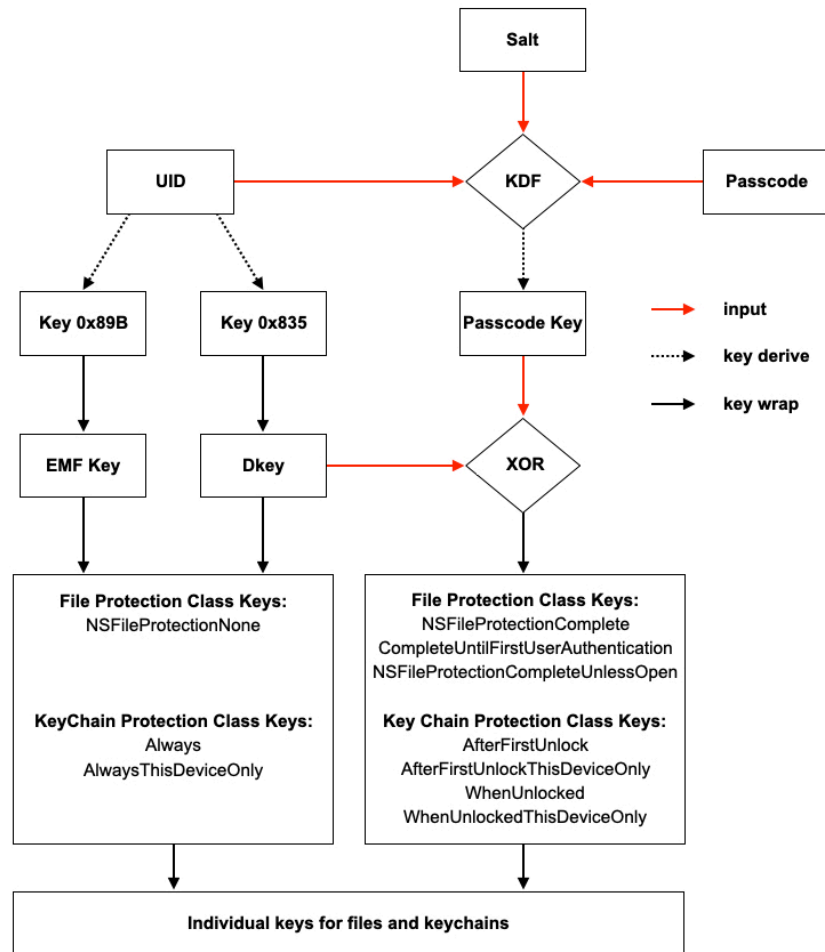 Salt
UID
KDF
Passcode
Key 0x89B
Key 0x835
Passcode Key
input
key derive
key wrap
EMF Key
Dkey
XOR
File Protection Class Keys:
NSFileProtectionNone
KeyChain Protection Class Keys:
Always
AlwaysThisDeviceOnly
File Protection Class Keys:
NSFileProtectionComplete
CompleteUntilFirstUserAuthentication
NSFileProtectionCompleteUnlessOpen
Key Chain Protection Class Keys:
AfterFirstUnlock
AfterFirstUnlockThisDeviceOnly
WhenUnlocked
WhenUnlockedThisDeviceOnly
Individual keys for files and keychains